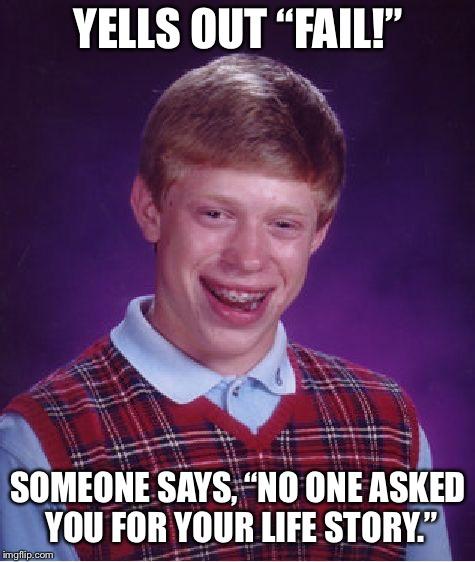 YELLS OUT “FAIL!”
SOMEONE SAYS, “NO ONE ASKED
YOU FOR YOUR LIFE STORY.”
imgflip.com